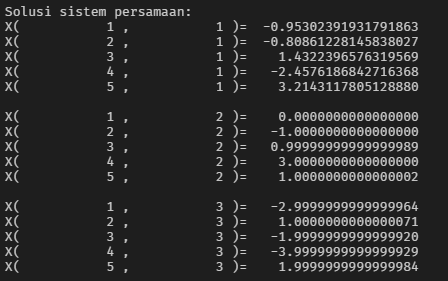 Solusi sistem persamaan:
X( 1 , 1 )= -0.95302391931791863
X( 2 , 1 )= -0.80861228145838027
X( 3 , 1 )= 1.4322396576319569
X( 4 , 1 )= -2.4576186842716368
X( 5 , 1 )= 3.2143117805128880
X( 1 , 2 )= 0.0000000000000000
X( 2 , 2 )= -1.0000000000000000
X( 3 , 2 )= 0.99999999999999989
X( 4 , 2 )= 3.0000000000000000
X( 5 , 2 )= 1.0000000000000002
X( 1 , 3 )= -2.9999999999999964
X( 2 , 3 )= 1.0000000000000071
X( 3 , 3 )= -1.9999999999999920
X( 4 , 3 )= -3.9999999999999929
X( 5 , 3 )= 1.9999999999999984